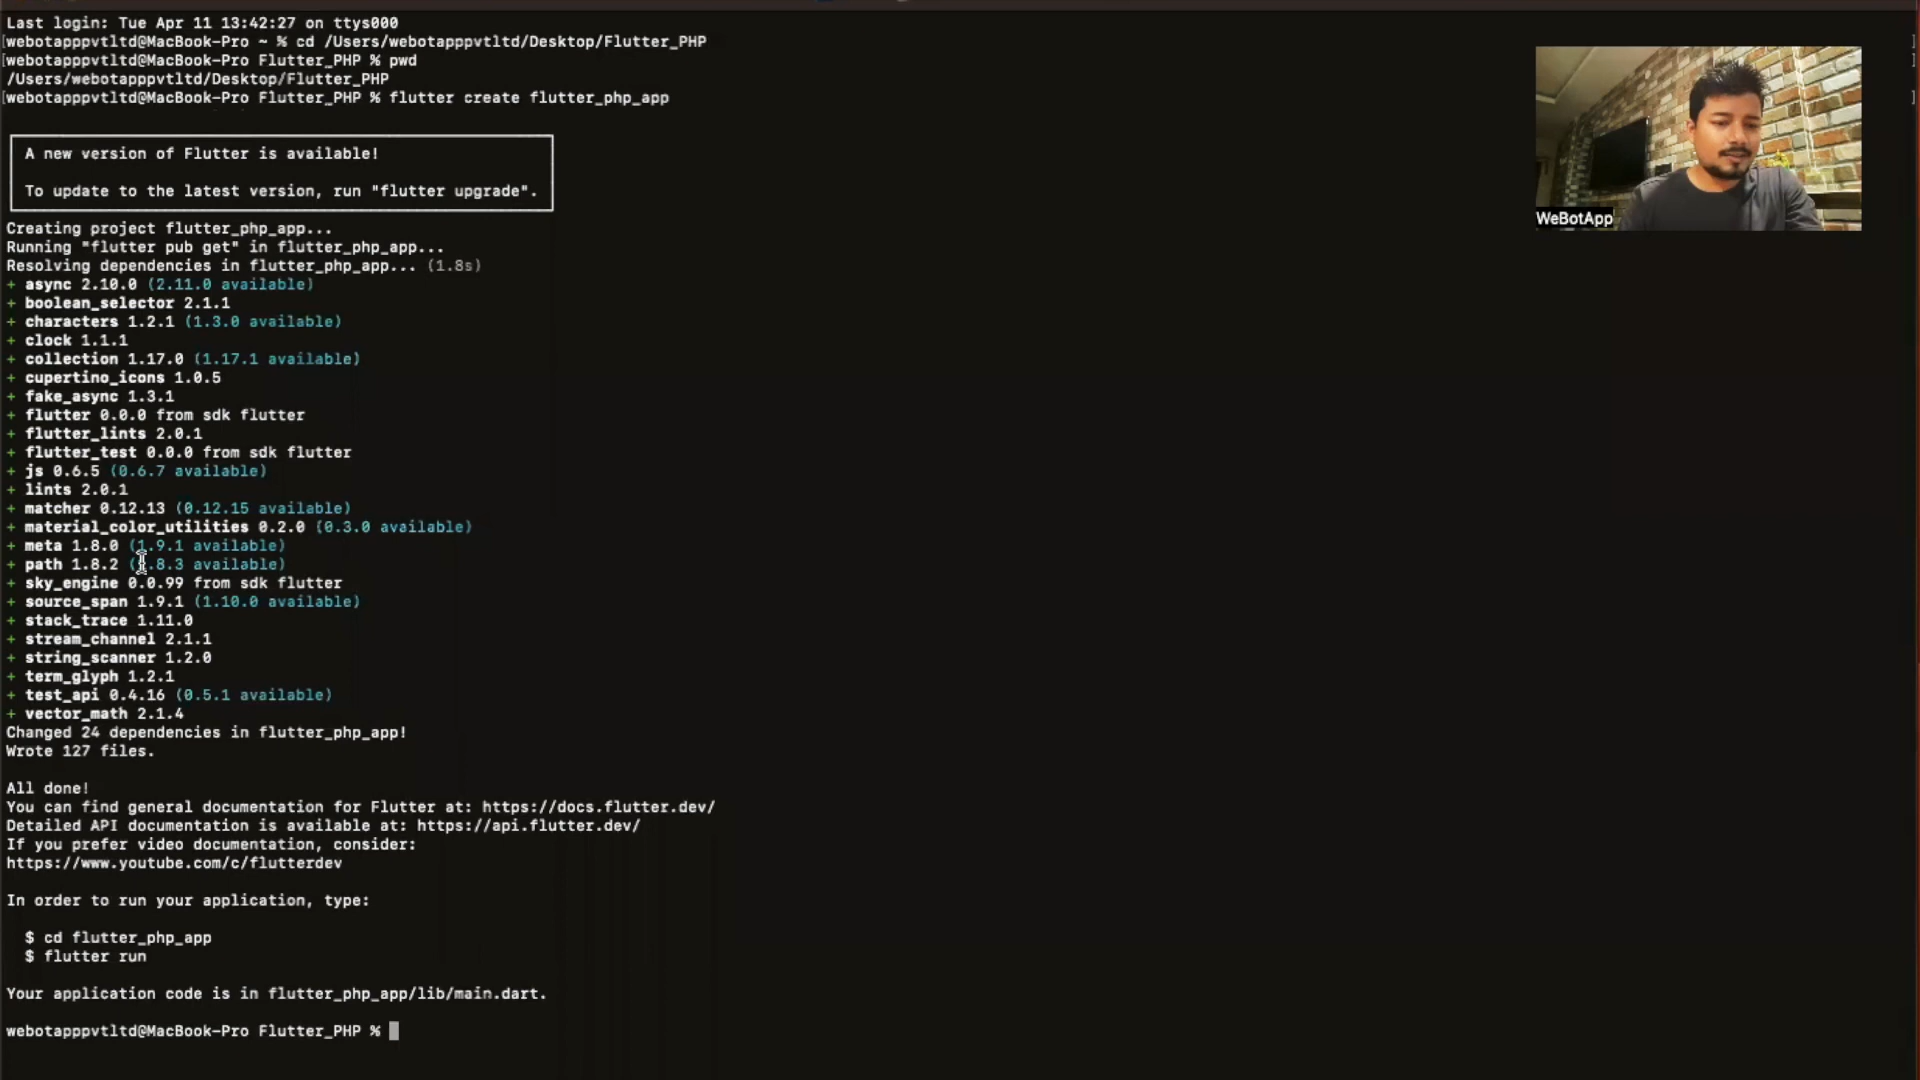 Last login: Tue Apr 11 13:42:27 on ttys000
[webotapppvtltd@MacBook-Pro ~ % cd /Users/webotapppvtltd/Desktop/Flutter_PHP ]
[webotapppvtltd@MacBook-Pro Flutter_PHP % pwd ]
/Users/webotapppvtltd/Desktop/Flutter_PHP
[webotapppvtltd@MacBook-Pro Flutter_PHP % flutter create flutter_php_app ]
A new version of Flutter is available!
To update to the latest version, run "flutter upgrade".
Creating project flutter_php_app...
Running "flutter pub get" in flutter_php_app...
Resolving dependencies in flutter_php_app... (1.8s)
+ async 2.10.0 (2.11.0 available)
+ boolean_selector 2.1.1
+ characters 1.2.1 (1.3.0 available)
+ clock 1.1.1
+ collection 1.17.0 (1.17.1 available)
+ cupertino_icons 1.0.5
+ fake_async 1.3.1
+ flutter 0.0.0 from sdk flutter
+ flutter_lints 2.0.1
+ flutter_test 0.0.0 from sdk flutter
+ js 0.6.5 (0.6.7 available)
+ lints 2.0.1
+ matcher 0.12.13 (0.12.15 available)
+ material_color_utilities 0.2.0 (0.3.0 available)
+ meta 1.8.0 (1.9.1 available)
+ path 1.8.2 (1.8.3 available)
+ sky_engine 0.0.99 from sdk flutter
+ source_span 1.9.1 (1.10.0 available)
+ stack_trace 1.11.0
+ stream_channel 2.1.1
+ string_scanner 1.2.0
+ term_glyph 1.2.1
+ test_api 0.4.16 (0.5.1 available)
+ vector_math 2.1.4
Changed 24 dependencies in flutter_php_app!
Wrote 127 files.
All done!
You can find general documentation for Flutter at: https://docs.flutter.dev/
Detailed API documentation is available at: https://api.flutter.dev/
If you prefer video documentation, consider:
https://www.youtube.com/c/flutterdev
In order to run your application, type:
$ cd flutter_php_app
$ flutter run
Your application code is in flutter_php_app/lib/main.dart.
webotapppvtltd@MacBook-Pro Flutter_PHP %
WeBotApp